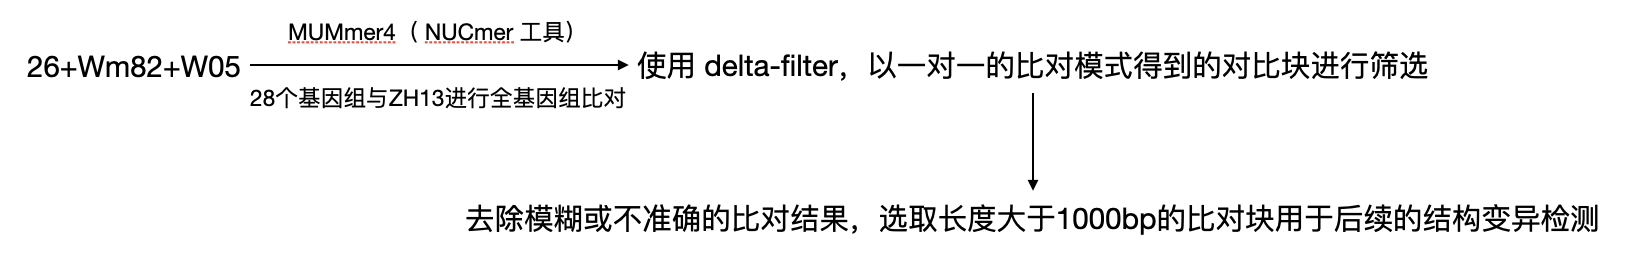 MUMmer4（ NUCmer 工具）
26+Wm82+W05
28个基因组与ZH13进行全基因组比对
使用 delta-filter，以一对一的比对模式得到的对比块进行筛选
去除模糊或不准确的比对结果，选取长度大于1000bp的比对块用于后续的结构变异检测